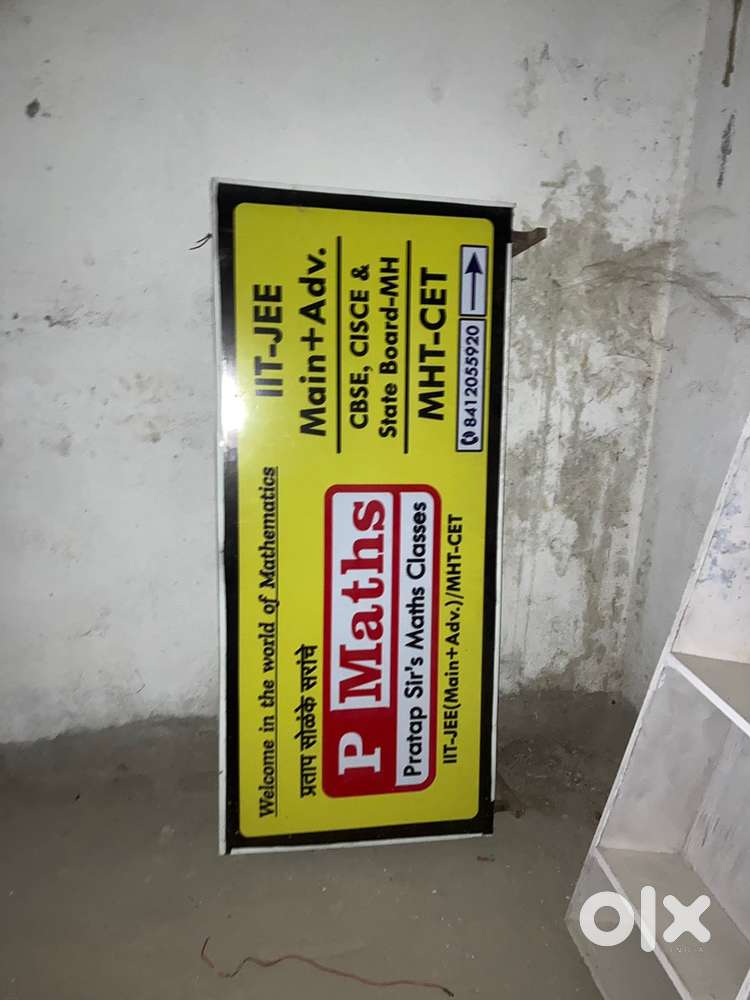 Welcome in the world of Mathematics
प्रताप सोळंके सरांचे
P Maths
Pratap Sir's Maths Classes
IIT-JEE(Main+Adv.)/MHT-CET
IIT-JEE
Main+Adv.
CBSE, CISCE &
State Board-MH
MHT-CET
8412055920
olx
INDIA